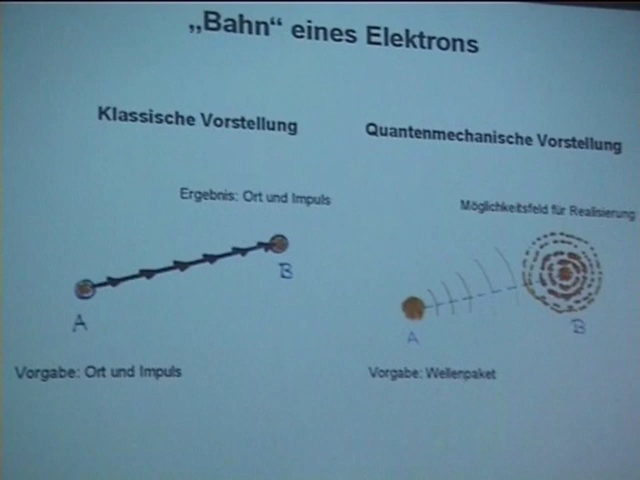 „Bahn“ eines Elektrons
Klassische Vorstellung
Quantenmechanische Vorstellung
Ergebnis: Ort und Impuls
Möglichkeitsfeld für Realisierung
B
A
B
A
Vorgabe: Ort und Impuls
Vorgabe: Wellenpaket